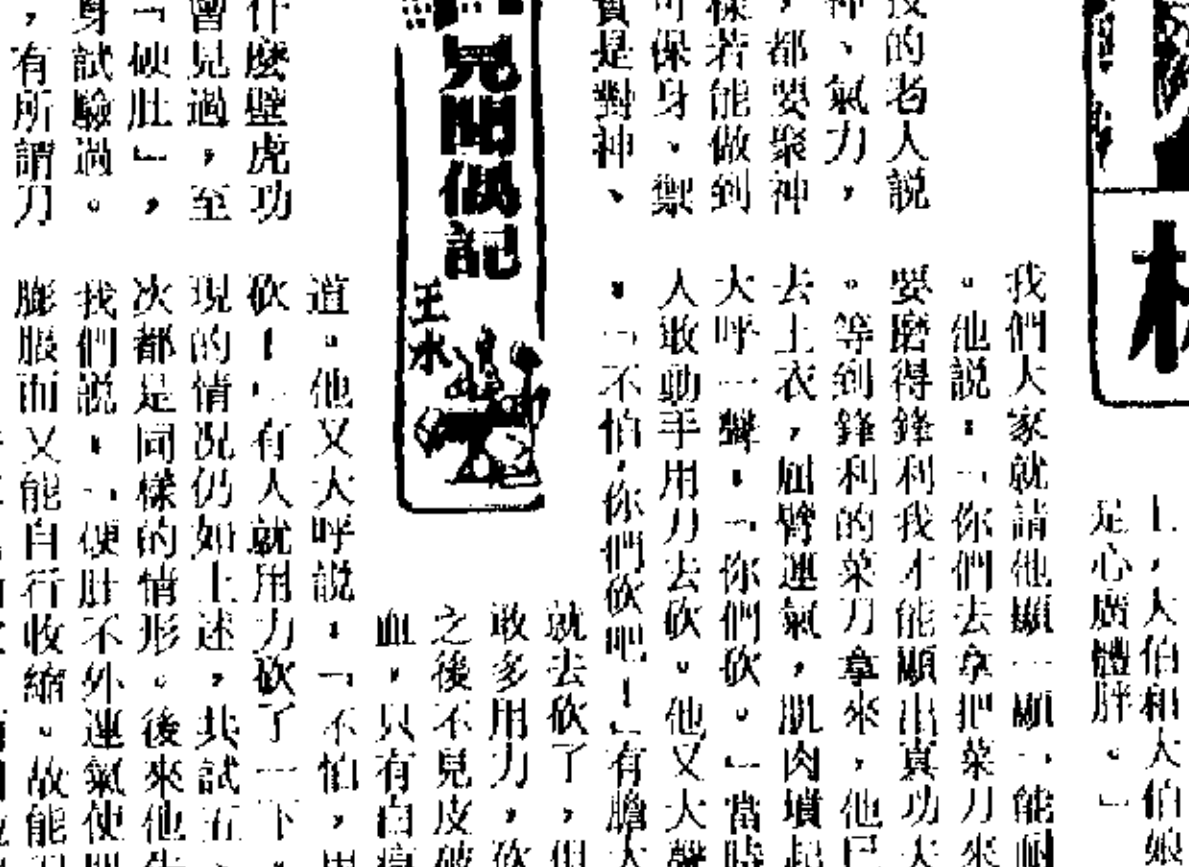 上，大伯和大伯娘
是心廣體胖。」
我們大家就請他顯一顯，能耐
。他說：「你們去拿把菜刀來
要磨得鋒利我才能顯出真功夫
。等到鋒利的菜刀拿來，他已
去上衣，屈臂運氣，肌肉墳起
大呼一聲：「你們砍。」當時
人敢動手用刀去砍。他又大聲
：「不怕，你們砍吧！」有膽大
就去砍了，但
敢多用力，砍
之後不見皮破
血，只有白痕
的老人說
神、氣力，
，都要聚神
樣若能做到
可保身、禦
實是對神、
見聞偶記
王水
什麼壁虎功
曾見過，至
「硬肚」，
身試驗過。
，有所謂刀
道。他又大呼說：「不怕，用
砍！」有人就用力砍了一下。
現的情況仍如上述，共試五、
次都是同樣的情形。後來他告
我們說：「硬肚不外運氣使肌
膨脹而又能自行收縮。故能刀